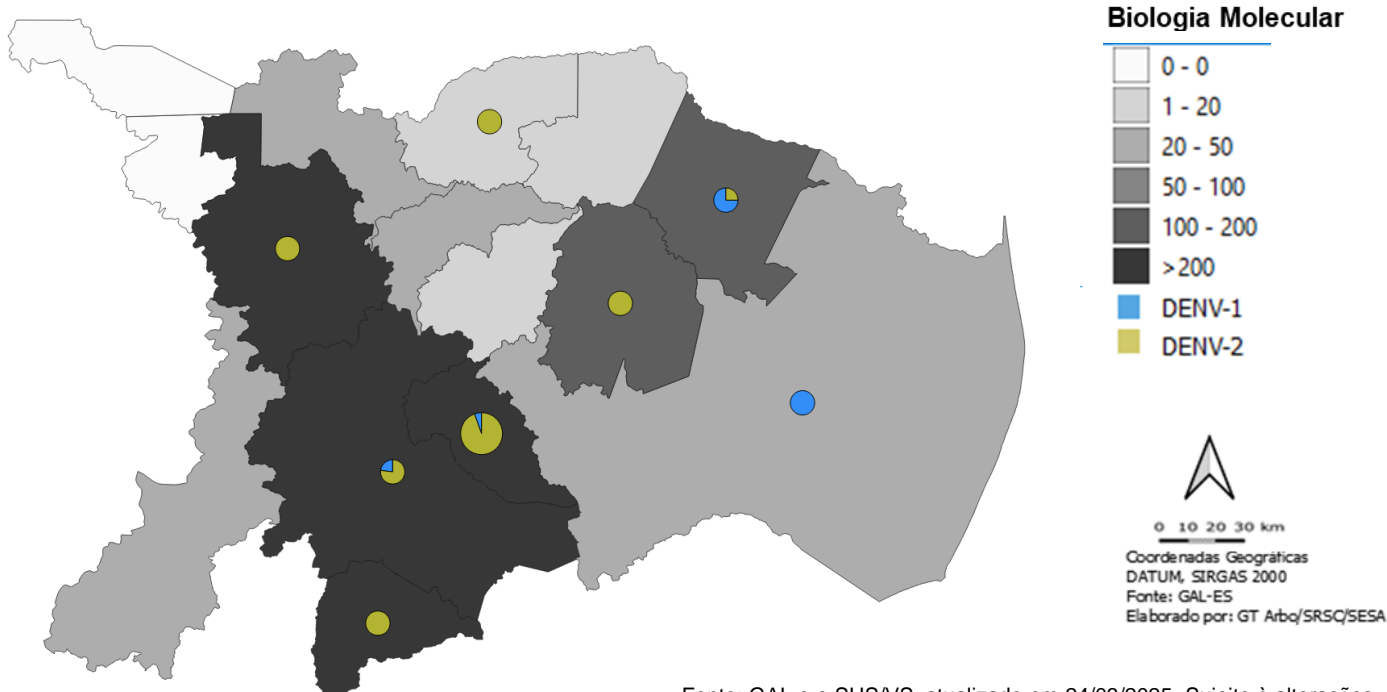 Biologia Molecular
0 - 0
1 - 20
20 - 50
50 - 100
100 - 200
>200
DENV-1
DENV-2
0 10 20 30 km
Coordenadas Geográficas
DATUM, SIRGAS 2000
Fonte: GAL-ES
Elaborado por: GT Arbo/SRSC/SESA